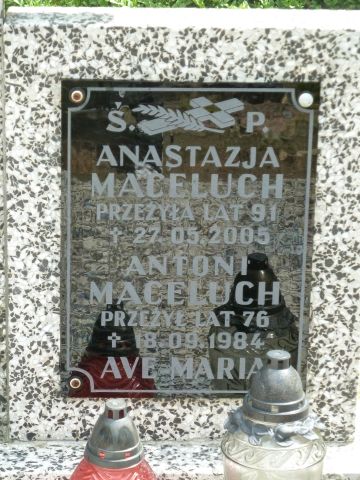 Ś. P.
ANASTAZJA
MACELUCH
PRZEŻYŁA LAT 91
✝ 27.05.2005
ANTONI
MACELUCH
PRZEŻYŁ LAT 76
✝ 18.09.1984
AVE MARIA